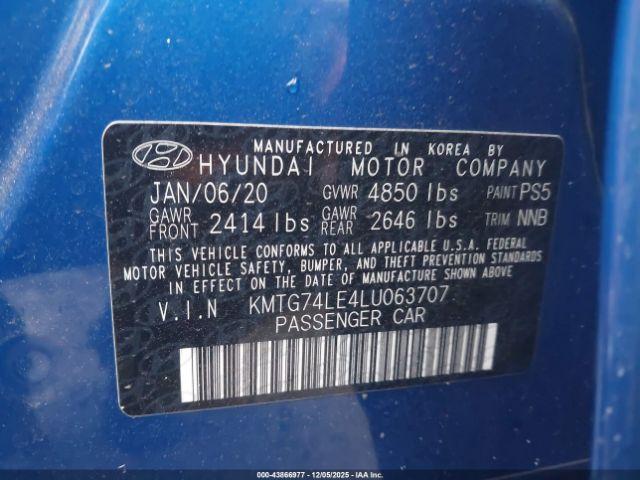 MANUFACTURED IN KOREA BY
HYUNDAI MOTOR COMPANY
JAN/06/20 GVWR 4850 lbs PAINT PS5
GAWR FRONT 2414 lbs GAWR REAR 2646 lbs TRIM NNB
THIS VEHICLE CONFORMS TO ALL APPLICABLE U.S.A. FEDERAL
MOTOR VEHICLE SAFETY, BUMPER, AND THEFT PREVENTION STANDARDS
IN EFFECT ON THE DATE OF MANUFACTURE SHOWN ABOVE.
V.I.N KMTG74LE4LU063707
PASSENGER CAR
000-43866977 - 12/05/2025 - IAA Inc.